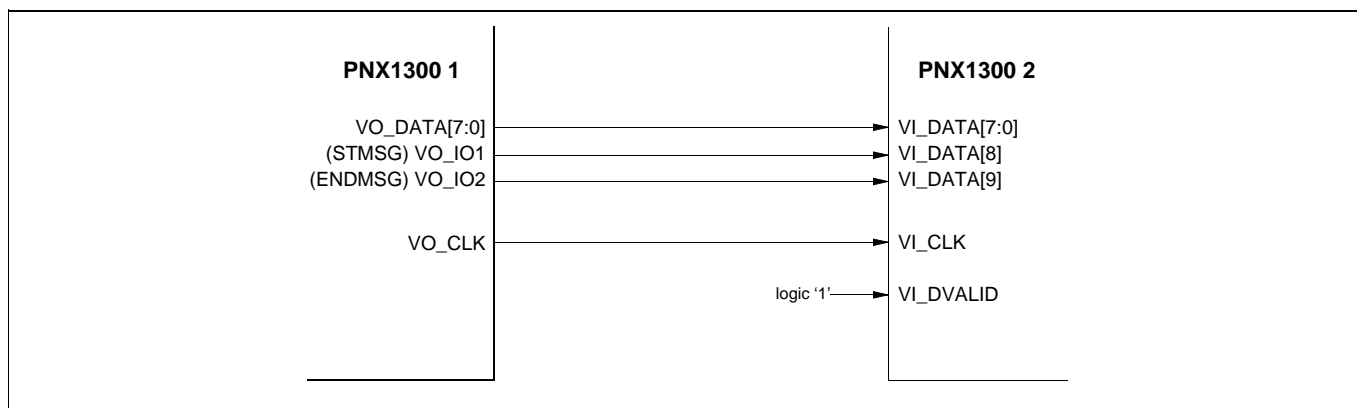 PNX1300 1
PNX1300 2
VO_DATA[7:0]
VI_DATA[7:0]
(STMSG) VO_IO1
VI_DATA[8]
(ENDMSG) VO_IO2
VI_DATA[9]
VO_CLK
VI_CLK
logic ‘1’
VI_DVALID